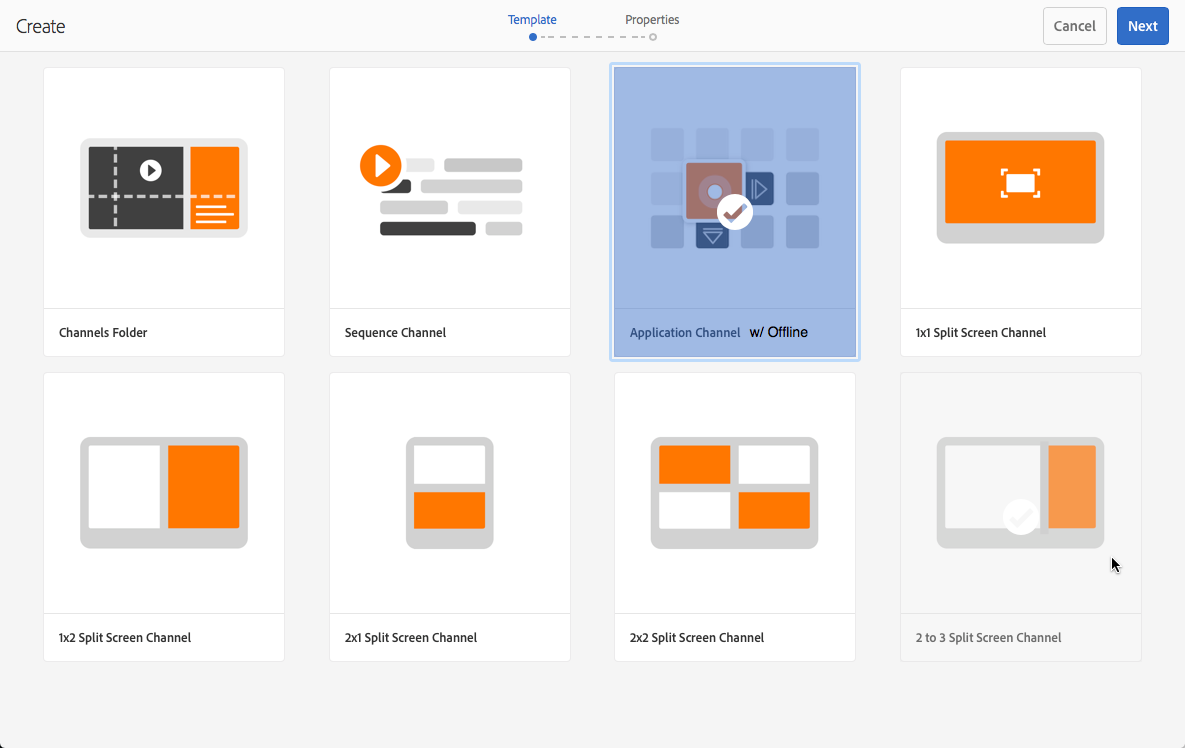 Create
Template
Properties
Cancel
Next
Channels Folder
Sequence Channel
Application Channel w/ Offline
1x1 Split Screen Channel
1x2 Split Screen Channel
2x1 Split Screen Channel
2x2 Split Screen Channel
2 to 3 Split Screen Channel